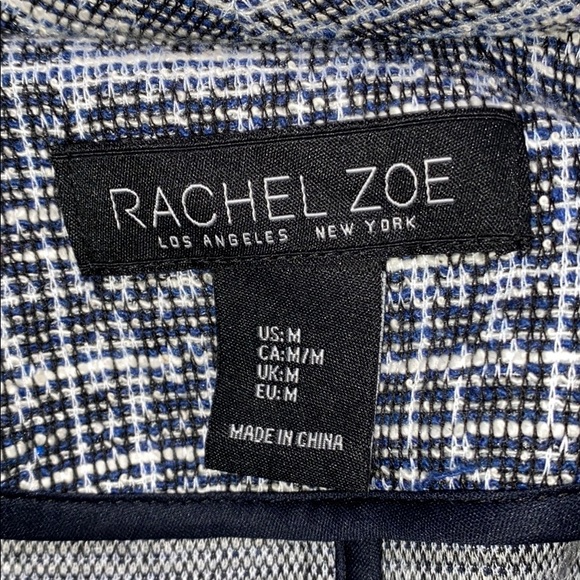 RACHEL ZOE
LOS ANGELES NEW YORK
US: M
CA: M/M
UK: M
EU: M
MADE IN CHINA